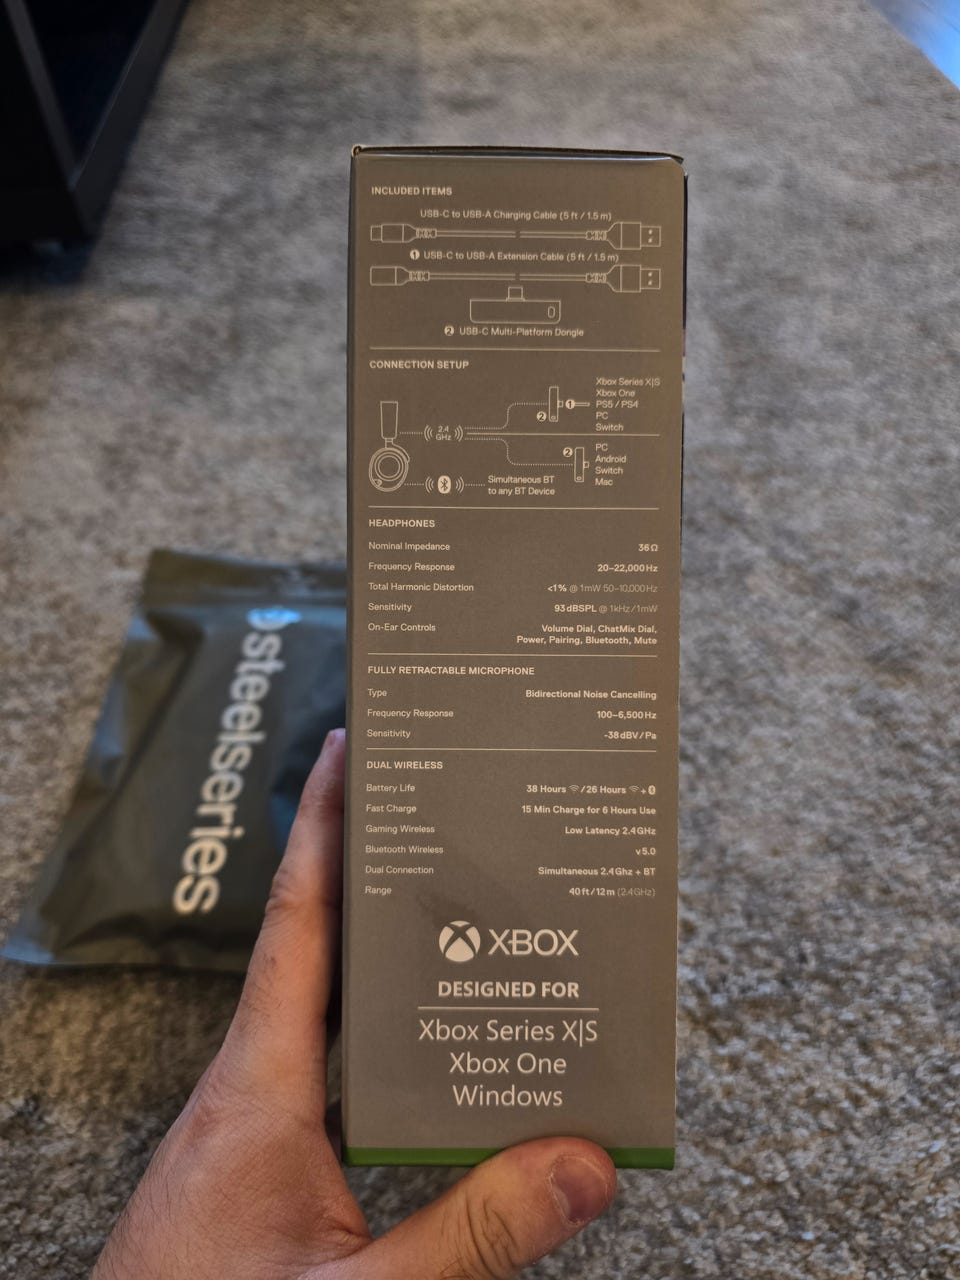 INCLUDED ITEMS
USB-C to USB-A Charging Cable (5 ft / 1.5 m)
1 USB-C to USB-A Extension Cable (5 ft / 1.5 m)
2 USB-C Multi-Platform Dongle
CONNECTION SETUP
2.4
GHz
2
1
Xbox Series X|S
Xbox One
PS5 / PS4
PC
Switch
2
PC
Android
Switch
Mac
Simultaneous BT
to any BT Device
HEADPHONES
Nominal Impedance 36 Ω
Frequency Response 20–22,000 Hz
Total Harmonic Distortion <1% @ 1mW 50–10,000Hz
Sensitivity 93 dBSPL @ 1kHz/1mW
On-Ear Controls Volume Dial, ChatMix Dial,
Power, Pairing, Bluetooth, Mute
FULLY RETRACTABLE MICROPHONE
Type Bidirectional Noise Cancelling
Frequency Response 100–6,500 Hz
Sensitivity -38 dBV / Pa
DUAL WIRELESS
Battery Life 38 Hours / 26 Hours +
Fast Charge 15 Min Charge for 6 Hours Use
Gaming Wireless Low Latency 2.4GHz
Bluetooth Wireless v 5.0
Dual Connection Simultaneous 2.4 Ghz + BT
Range 40 ft / 12 m (2.4GHz)
XBOX
DESIGNED FOR
Xbox Series X|S
Xbox One
Windows
steelseries